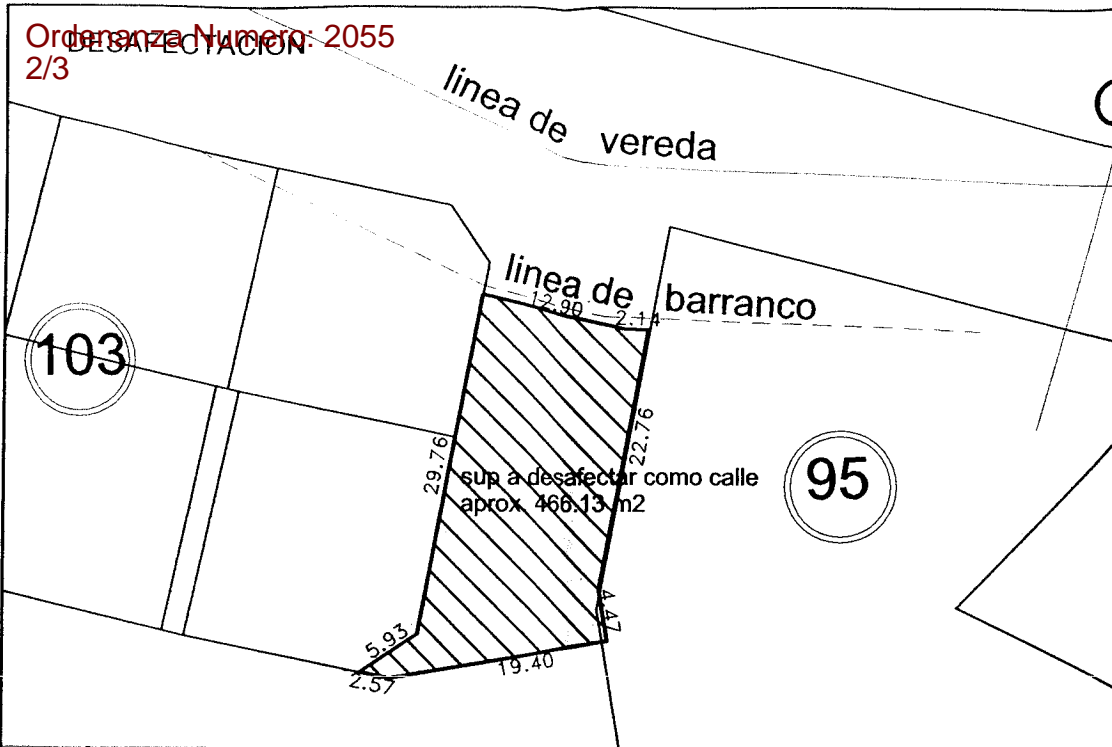 Ordenanza Numero: 2055
DESAFECTACION
2/3
linea de vereda
linea de barranco
12.90
2.14
103
29.76
22.76
sup a desafectar como calle
aprox. 466.13 m2
95
4.47
5.93
19.40
2.57